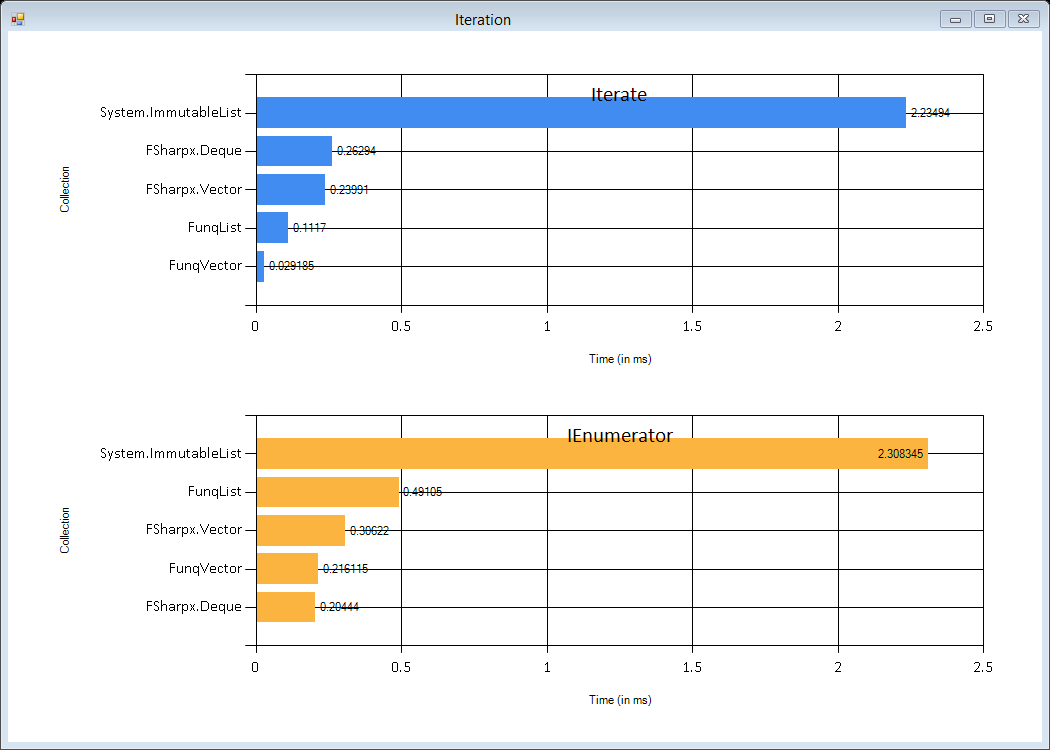 Iteration
Iterate
System.ImmutableList 2.23494
FSharpx.Deque 0.26294
FSharpx.Vector 0.23991
FunqList 0.1117
FunqVector 0.029185
Collection
0 0.5 1 1.5 2 2.5
Time (in ms)
IEnumerator
System.ImmutableList 2.308345
FunqList 0.49105
FSharpx.Vector 0.30622
FunqVector 0.216115
FSharpx.Deque 0.20444
Collection
0 0.5 1 1.5 2 2.5
Time (in ms)